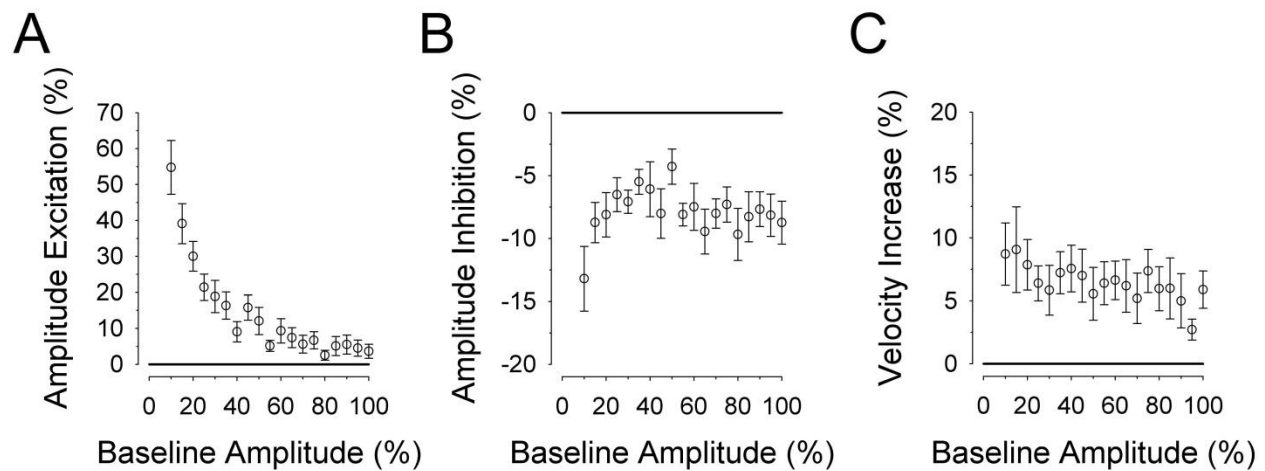 A
B
C
Amplitude Excitation (%)
70
60
50
40
30
20
10
0
0 20 40 60 80 100
Baseline Amplitude (%)
Amplitude Inhibition (%)
0
-5
-10
-15
-20
0 20 40 60 80 100
Baseline Amplitude (%)
Velocity Increase (%)
20
15
10
5
0
0 20 40 60 80 100
Baseline Amplitude (%)